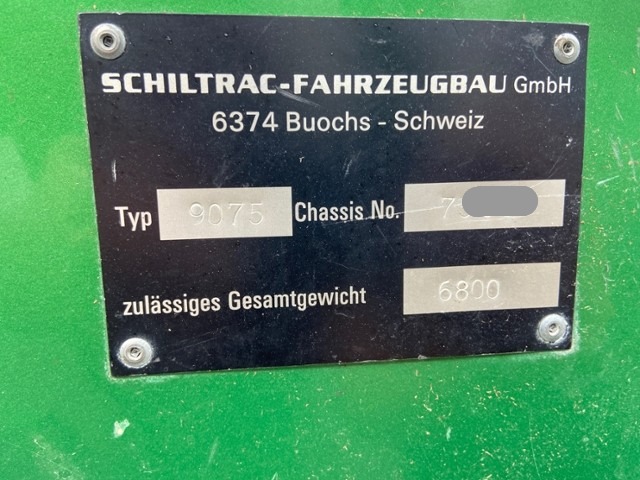 SCHILTRAC-FAHRZEUGBAU GmbH
6374 Buochs - Schweiz
Typ 9075 Chassis No.
zulässiges Gesamtgewicht 6800